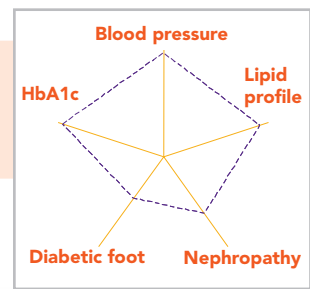 Blood pressure
Lipid
profile
HbA1c
Diabetic foot
Nephropathy